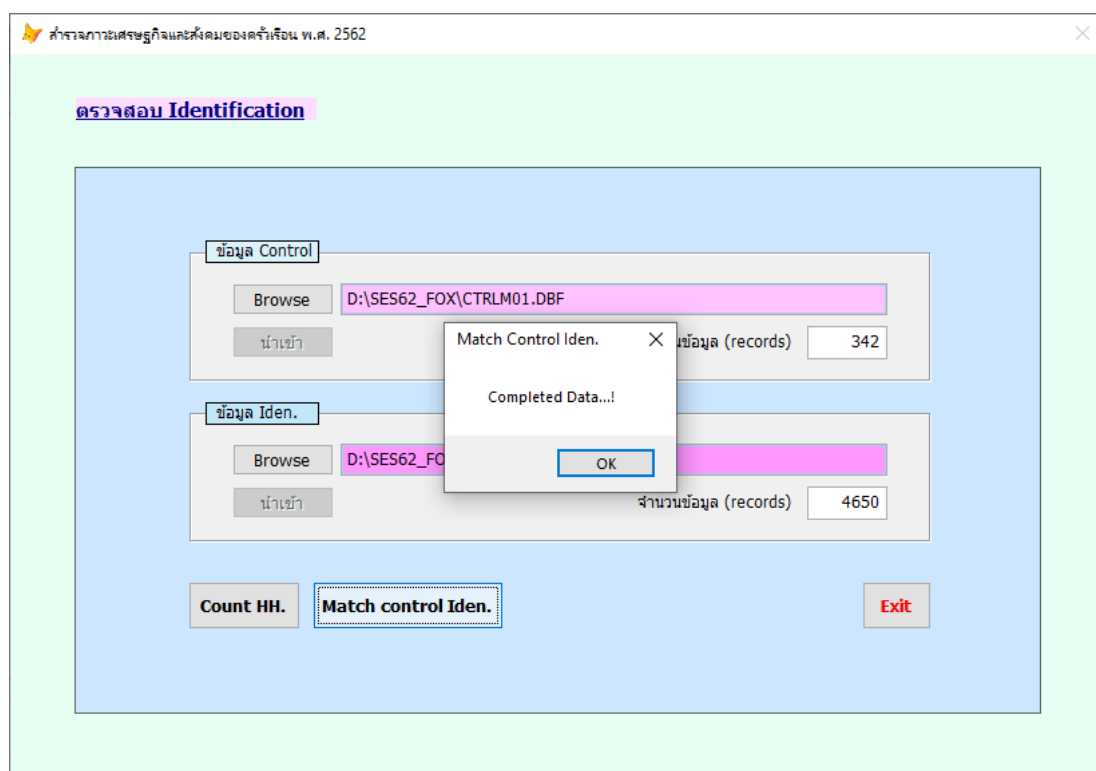 สำรวจภาวะเศรษฐกิจและสังคมของครัวเรือน พ.ศ. 2562
ตรวจสอบ Identification
ข้อมูล Control
Browse D:\SES62_FOX\CTRLM01.DBF
นำเข้า
นข้อมูล (records) 342
Match Control Iden.
Completed Data...!
OK
ข้อมูล Iden.
Browse D:\SES62_FO
นำเข้า
จำนวนข้อมูล (records) 4650
Count HH. Match control Iden. Exit